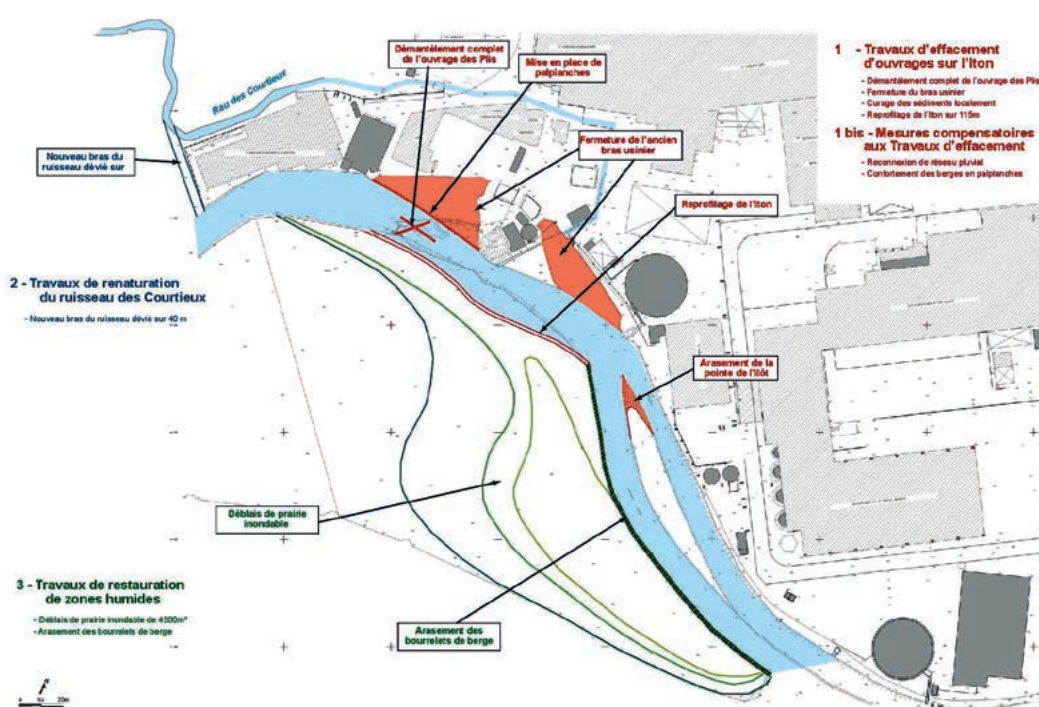 Démantèlement complet
de l'ouvrage des Plis
Mise en place de
palplanches
1 - Travaux d'effacement
d'ouvrages sur l'Iton
- Démantèlement complet de l'ouvrage des Plis
- Fermeture du bras usinier
- Curage des sédiments localement
- Reprofilage de l'Iton sur 115m
1 bis - Mesures compensatoires
aux Travaux d'effacement
- Reconnexion de réseau pluvial
- Confortement des berges en palplanches
Rau des Courtieux
Nouveau bras du
ruisseau dévié sur
Fermeture de l'ancien
bras usinier
Reprofilage de l'Iton
2 - Travaux de renaturation
du ruisseau des Courtieux
- Nouveau bras du ruisseau dévié sur 40 m
Arasement de la
pointe de l'îlôt
Déblais de prairie
inondable
3 - Travaux de restauration
de zones humides
- Déblais de prairie inondable de 4000m³
- Arasement des bourrelets de berge
Arasement des
bourrelets de berge